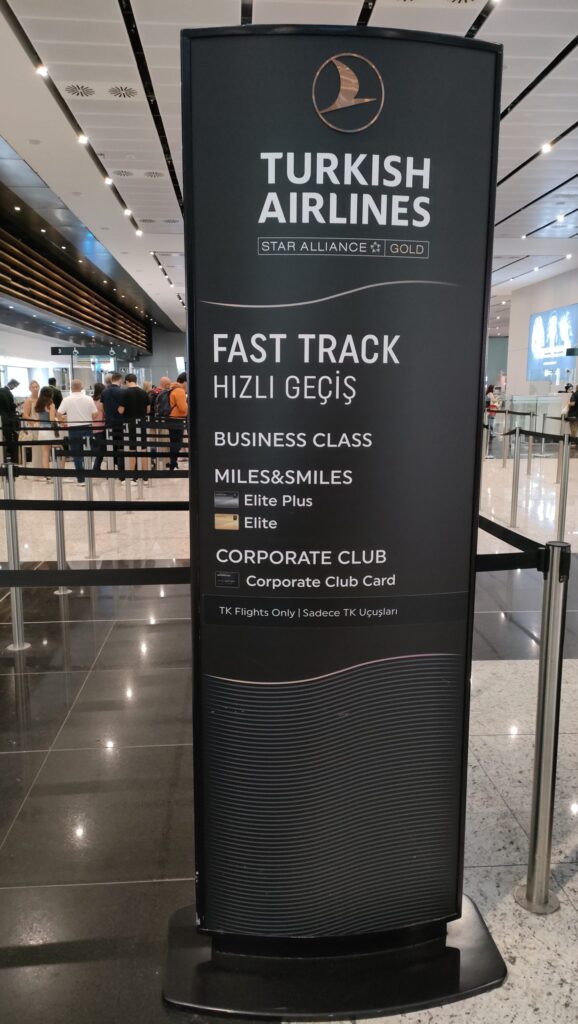 TURKISH
AIRLINES
STAR ALLIANCE GOLD
FAST TRACK
HIZLI GEÇİŞ
BUSINESS CLASS
MILES&SMILES
Elite Plus
Elite
CORPORATE CLUB
Corporate Club Card
TK Flights Only | Sadece TK Uçuşları